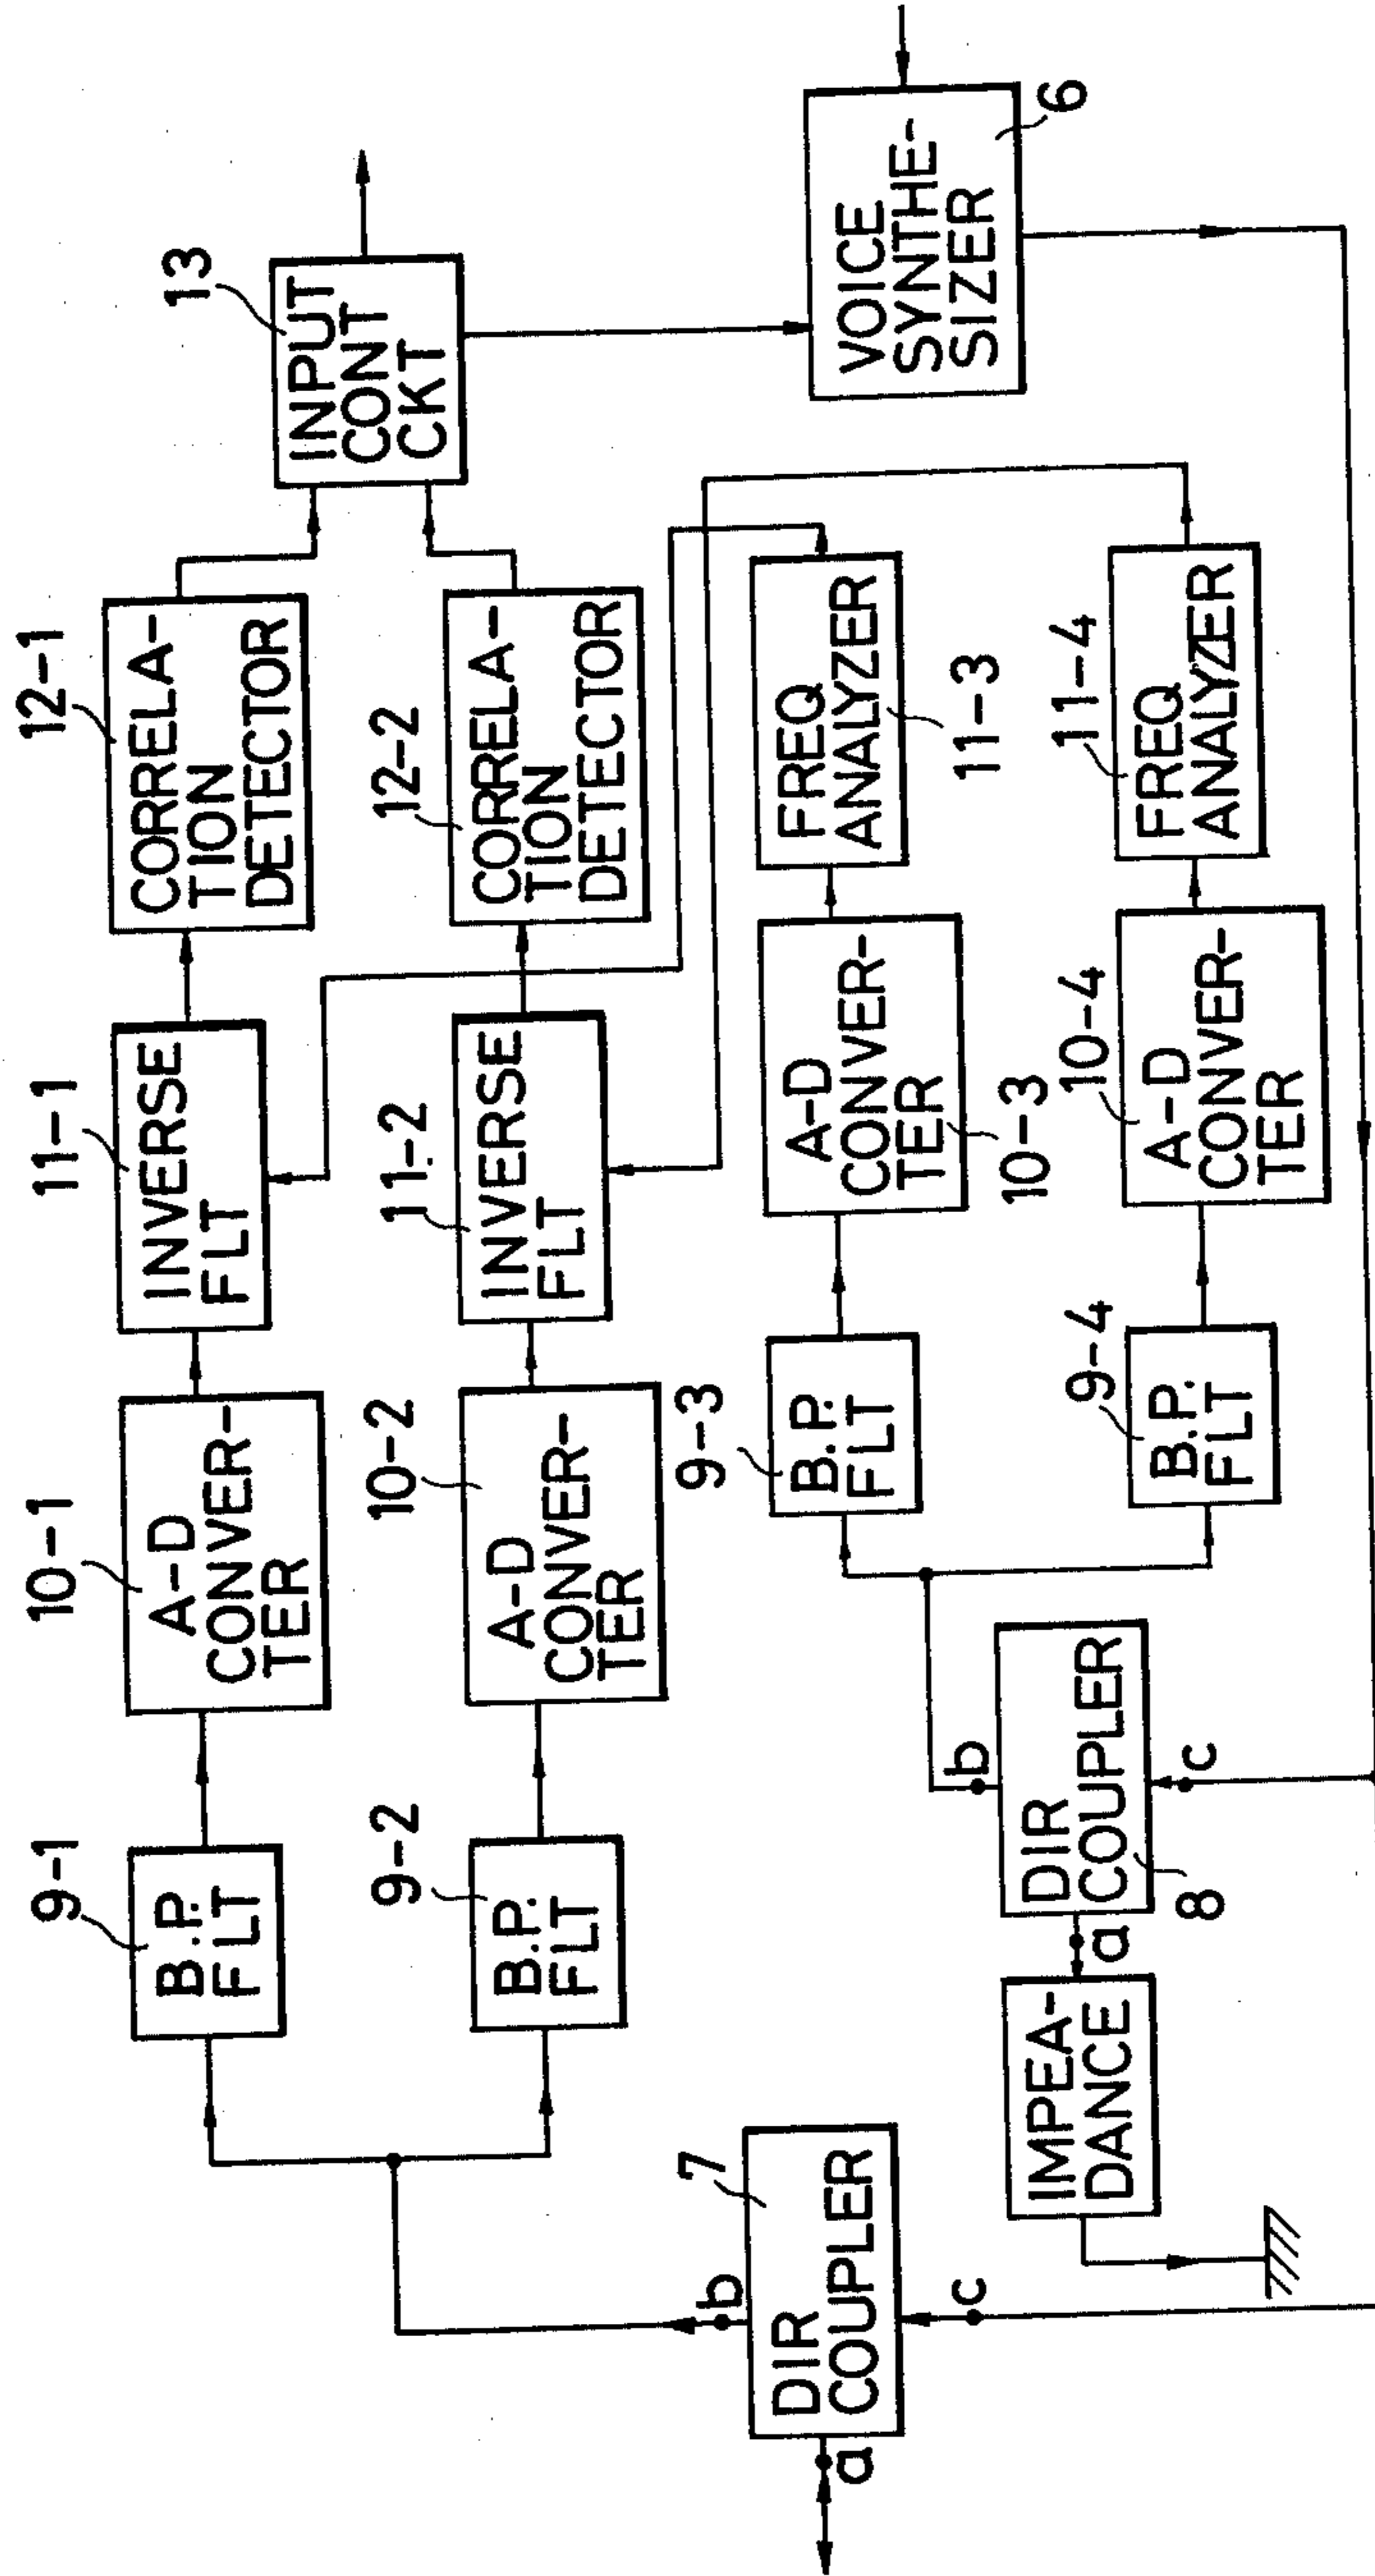 9-1
B.P.
FLT
10-1
A-D
CONVER-
TER
11-1
INVERSE
FLT
12-1
CORRELA-
TION
DETECTOR
13
INPUT
CONT
CKT
9-2
B.P.
FLT
10-2
A-D
CONVER-
TER
11-2
INVERSE
FLT
12-2
CORRELA-
TION
DETECTOR
7
DIR
COUPLER
a
b
c
9-3
B.P.
FLT
10-3
A-D
CONVER-
TER
11-3
FREQ
ANALYZER
VOICE
SYNTHE-
SIZER
6
IMPEA-
DANCE
a
DIR
COUPLER
8
b
c
9-4
B.P.
FLT
10-4
A-D
CONVER-
TER
11-4
FREQ
ANALYZER